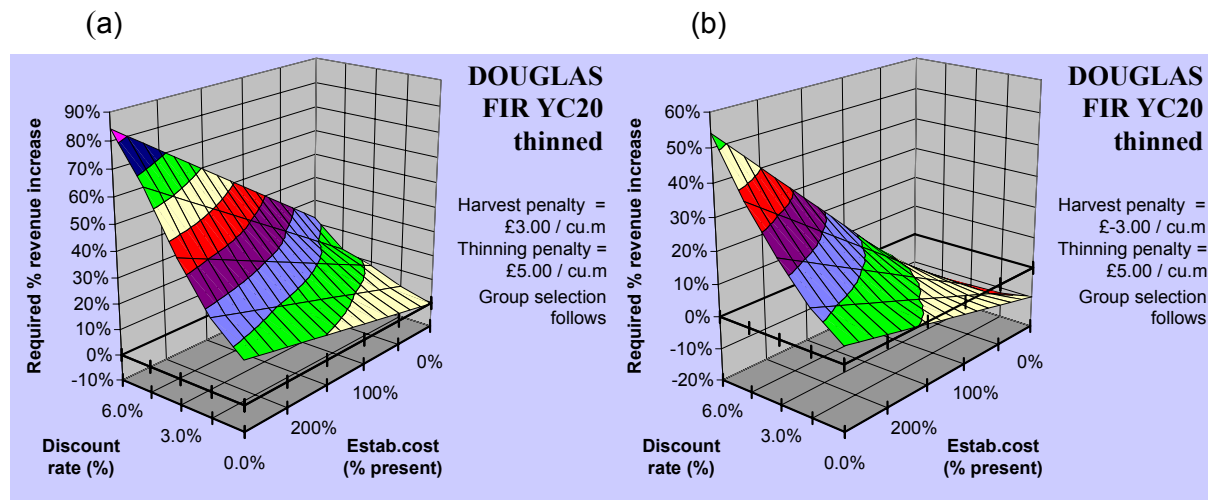 (a)
DOUGLAS
FIR YC20
thinned
Harvest penalty =
£3.00 / cu.m
Thinning penalty =
£5.00 / cu.m
Group selection
follows
Required % revenue increase
90%
80%
70%
60%
50%
40%
30%
20%
10%
0%
-10%
6.0%
3.0%
0.0%
Discount
rate (%)
200%
100%
0%
Estab.cost
(% present)
(b)
DOUGLAS
FIR YC20
thinned
Harvest penalty =
£-3.00 / cu.m
Thinning penalty =
£5.00 / cu.m
Group selection
follows
Required % revenue increase
60%
50%
40%
30%
20%
10%
0%
-10%
-20%
6.0%
3.0%
0.0%
Discount
rate (%)
200%
100%
0%
Estab.cost
(% present)